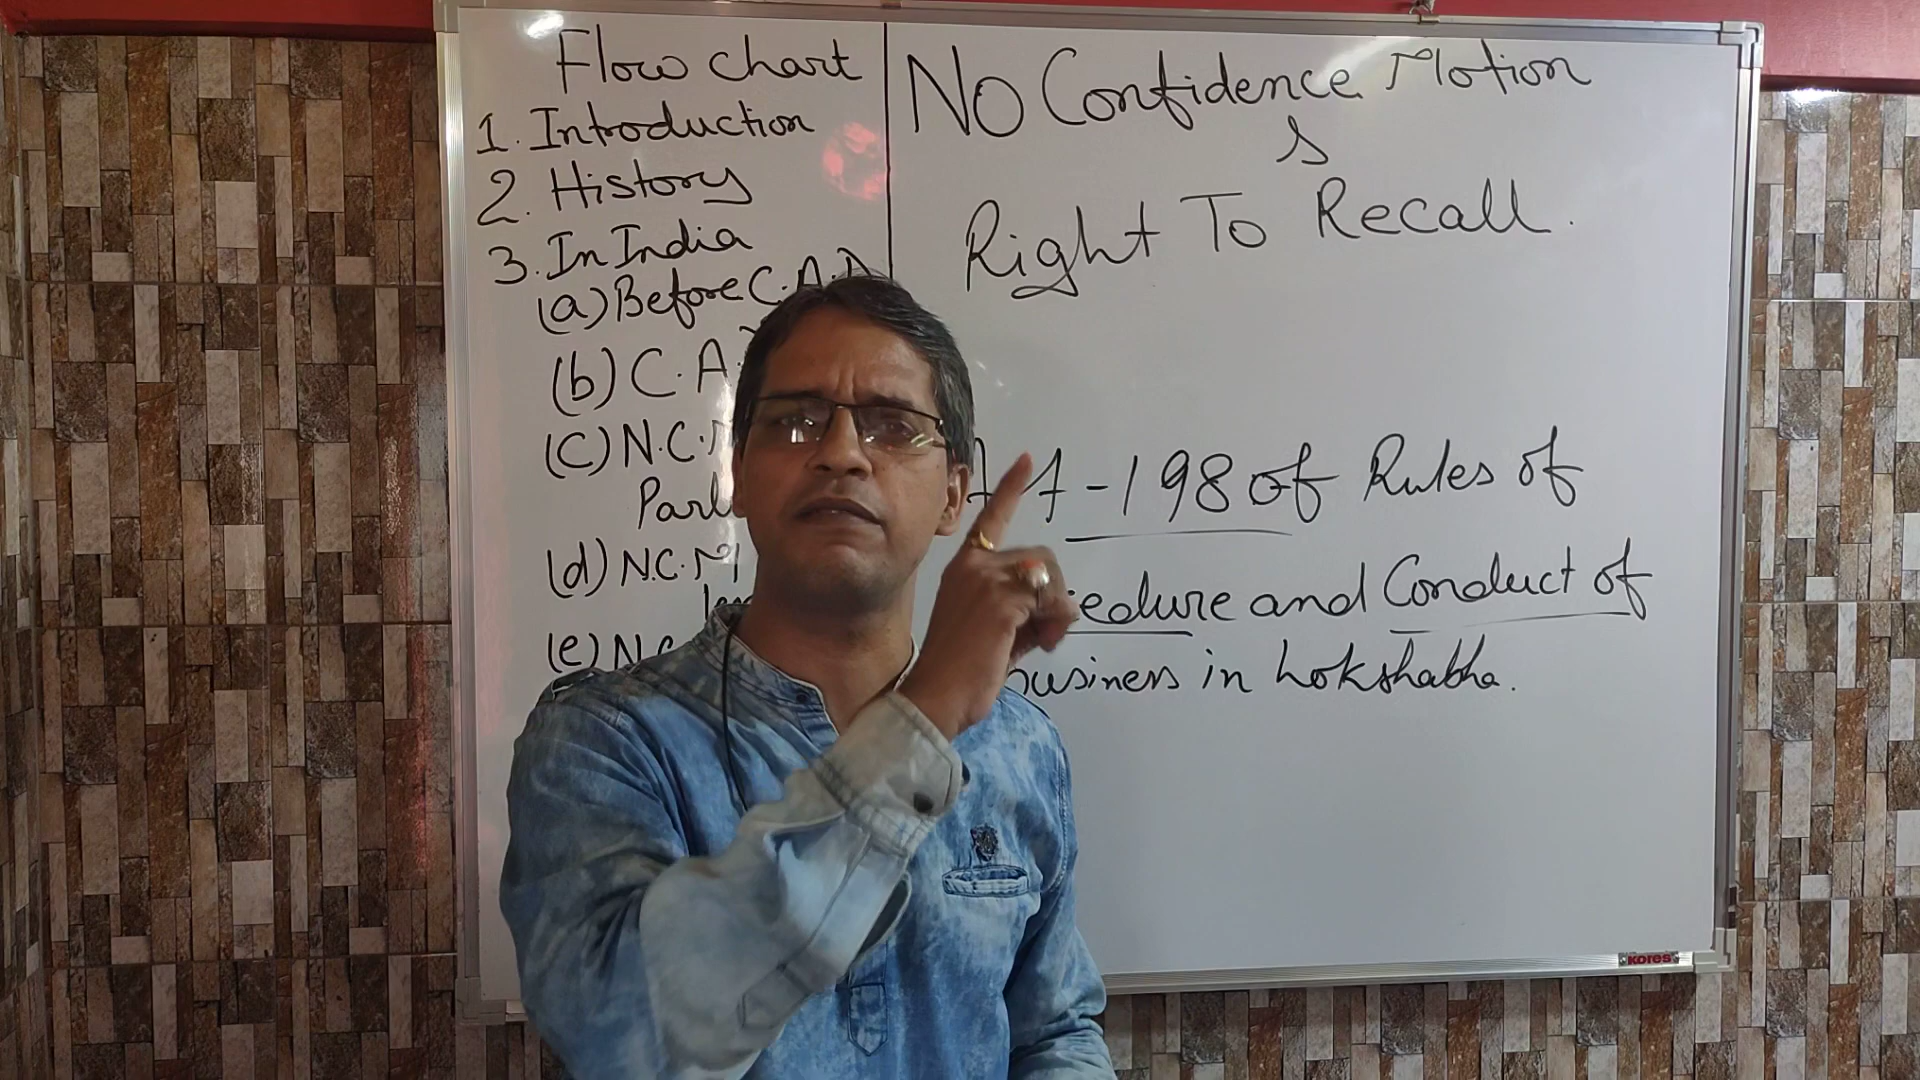 Flow chart
1. Introduction
2. History
3. In India
(a) Before C.A.D
(b) C.A.
(c) N.C.
(d) N.C.M
(e) N.C
No Confidence Motion
&
Right To Recall.
-198 of Rules of
and Conduct of
in Lokshabha.
KORES